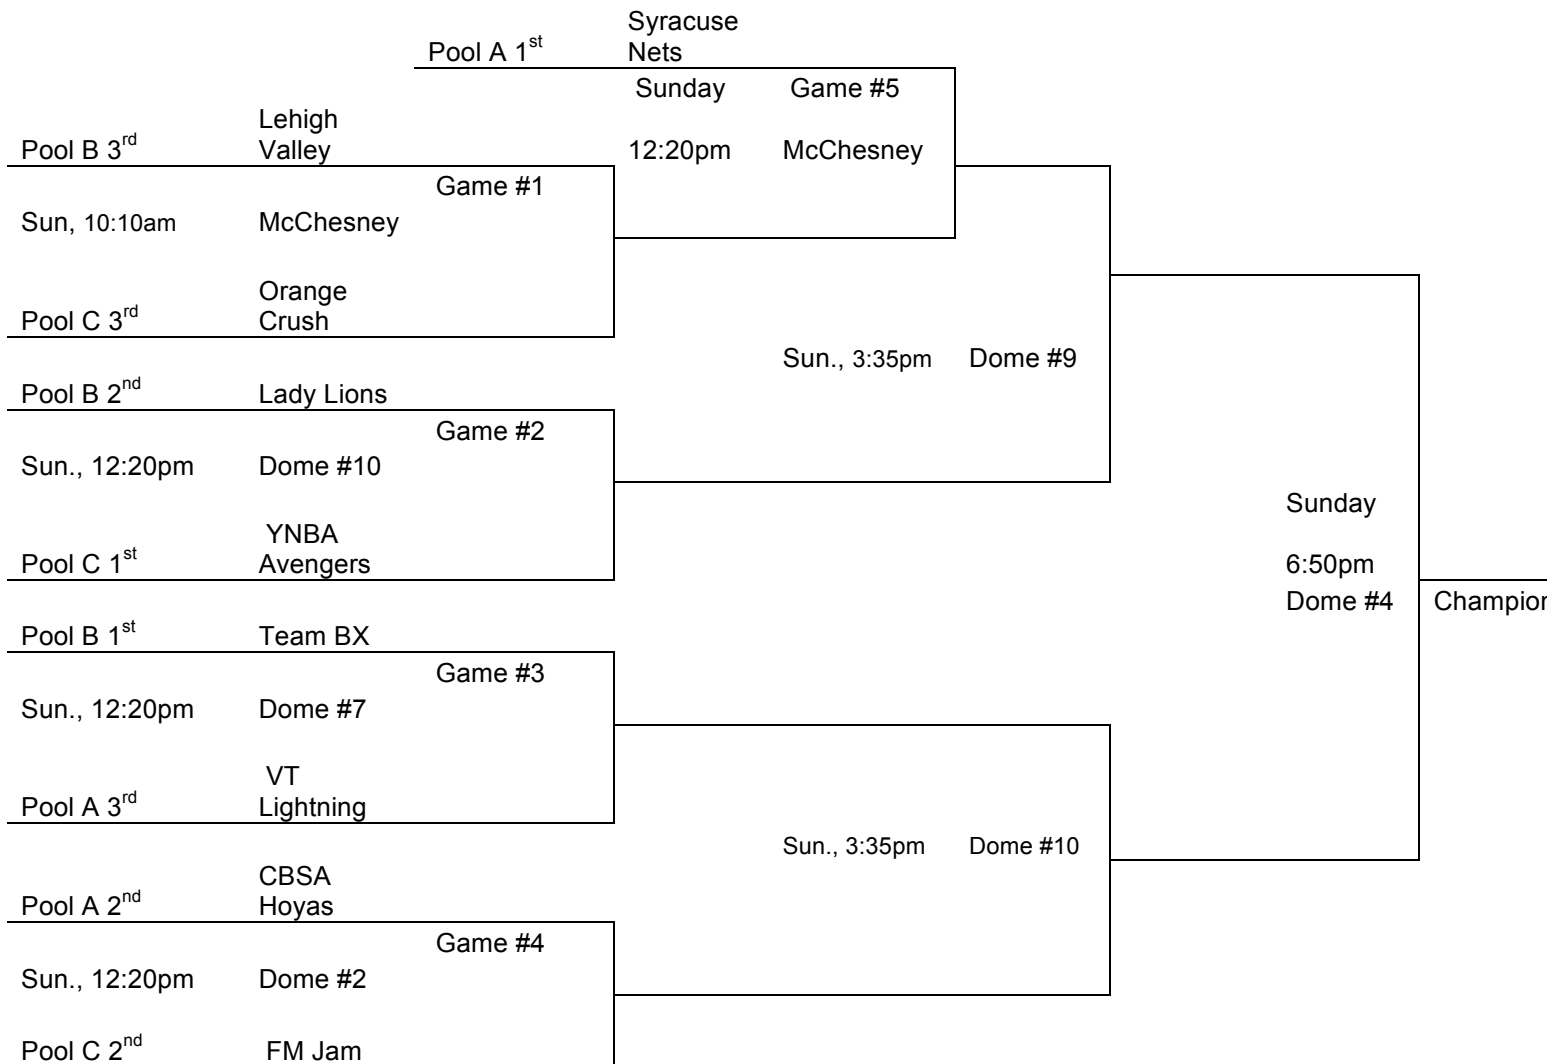 Syracuse
Pool A 1st Nets
Sunday Game #5
Lehigh
Pool B 3rd Valley 12:20pm McChesney
Game #1
Sun, 10:10am McChesney
Orange
Pool C 3rd Crush
Sun., 3:35pm Dome #9
Pool B 2nd Lady Lions
Game #2
Sun., 12:20pm Dome #10
Sunday
YNBA
Pool C 1st Avengers 6:50pm
Dome #4 Champion
Pool B 1st Team BX
Game #3
Sun., 12:20pm Dome #7
VT
Pool A 3rd Lightning
Sun., 3:35pm Dome #10
CBSA
Pool A 2nd Hoyas
Game #4
Sun., 12:20pm Dome #2
Pool C 2nd FM Jam